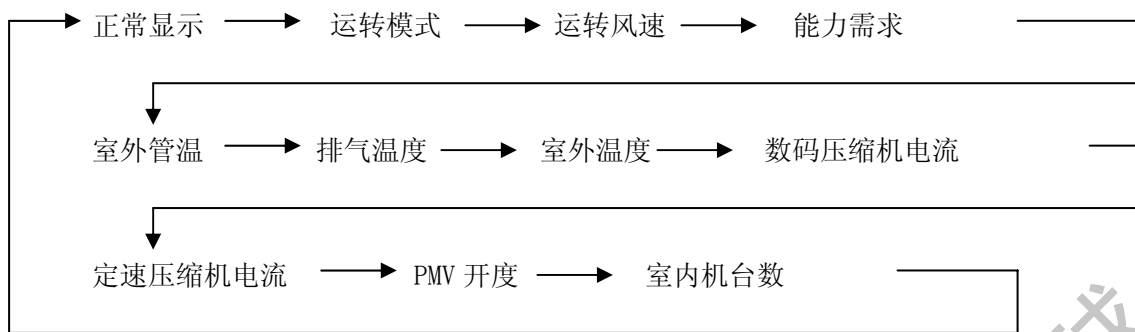 正常显示 运转模式 运转风速 能力需求
室外管温 排气温度 室外温度 数码压缩机电流
定速压缩机电流 PMV 开度 室内机台数